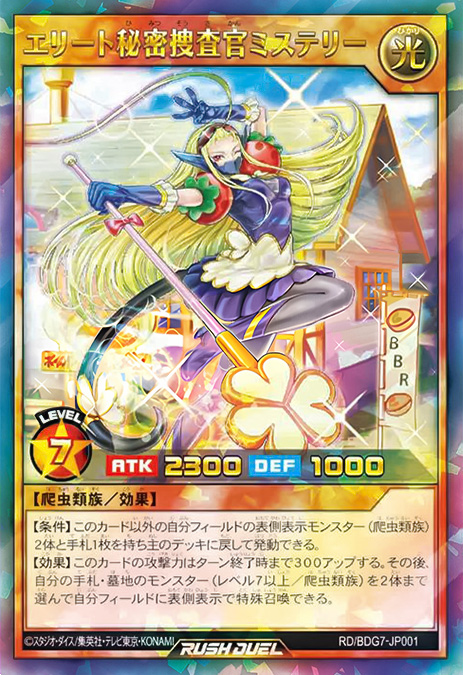 エリート秘密捜査官ミステリー
ひ みつ そう さ かん
ひかり
光
BBR
LEVEL
7
ATK 2300 DEF 1000
【爬虫類族／効果】
【条件】このカード以外の自分フィールドの表側表示モンスター（爬虫類族）
2体と手札1枚を持ち主のデッキに戻して発動できる。
【効果】このカードの攻撃力はターン終了時まで300アップする。その後、
自分の手札・墓地のモンスター（レベル7以上／爬虫類族）を2体まで
選んで自分フィールドに表側表示で特殊召喚できる。
©スタジオ・ダイス/集英社・テレビ東京・KONAMI
RUSH DUEL
RD/BDG7-JP001